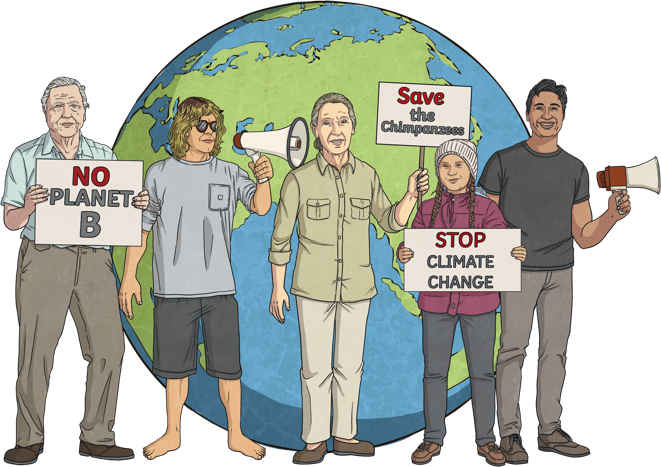 NO
PLANET
B
Save
the
Chimpanzees
STOP
CLIMATE
CHANGE